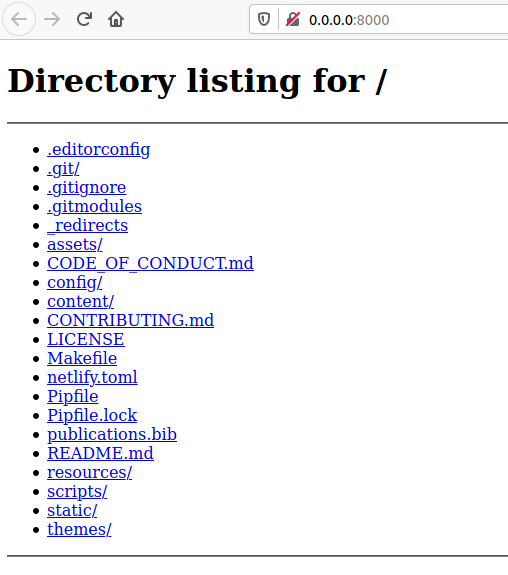 0.0.0.0:8000
Directory listing for /
.editorconfig
.git/
.gitignore
.gitmodules
_redirects
assets/
CODE_OF_CONDUCT.md
config/
content/
CONTRIBUTING.md
LICENSE
Makefile
netlify.toml
Pipfile
Pipfile.lock
publications.bib
README.md
resources/
scripts/
static/
themes/